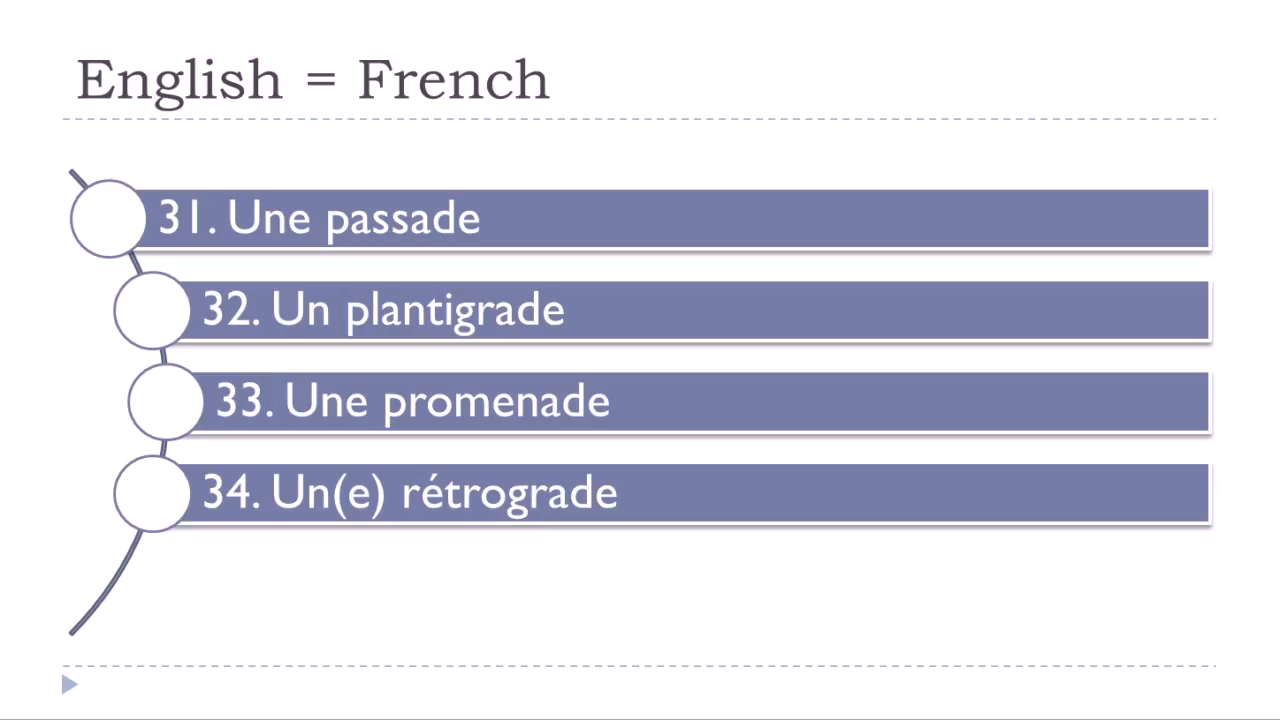 English = French
31. Une passade
32. Un plantigrade
33. Une promenade
34. Un(e) rétrograde